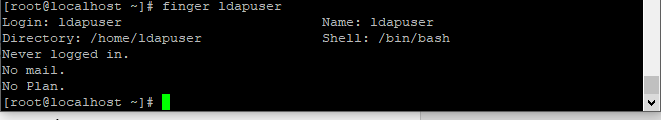 [root@localhost ~]# finger ldapuser
Login: ldapuser                         Name: ldapuser
Directory: /home/ldapuser               Shell: /bin/bash
Never logged in.
No mail.
No Plan.
[root@localhost ~]#